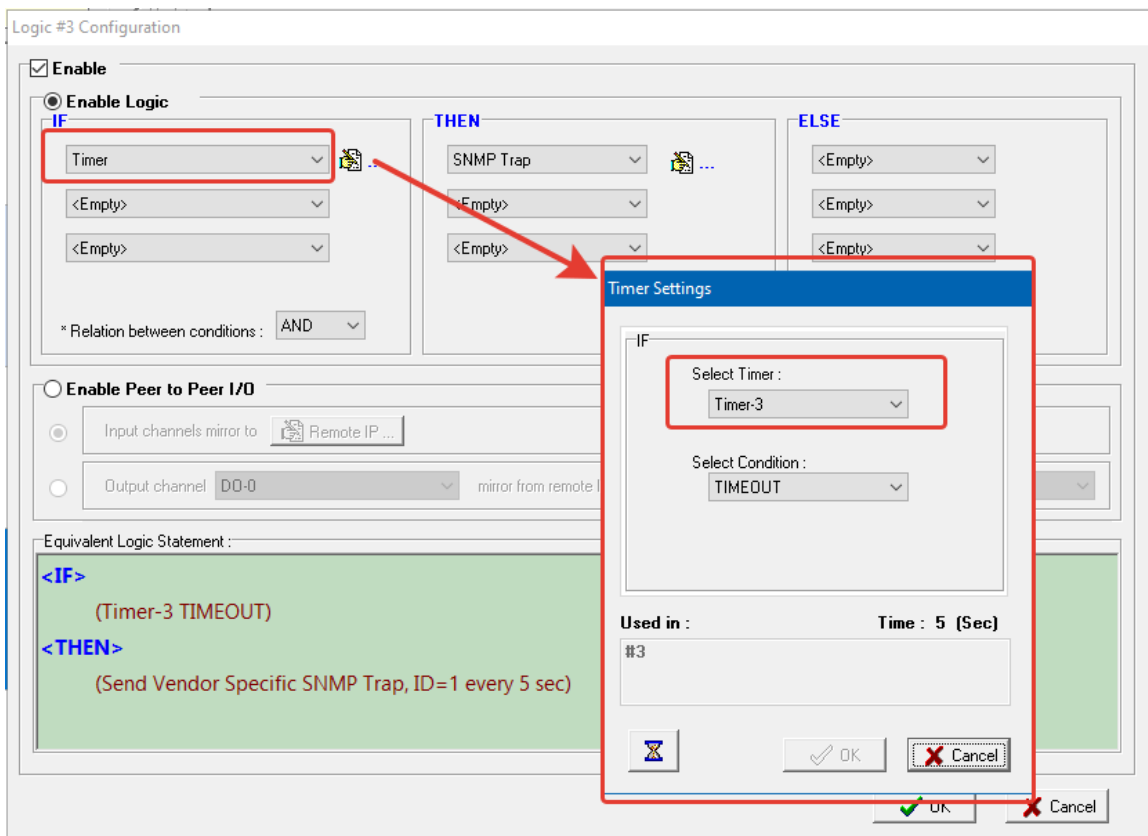 Logic #3 Configuration
Enable
Enable Logic
IF
THEN
ELSE
Timer
...
SNMP Trap
...
<Empty>
<Empty>
<Empty>
<Empty>
<Empty>
<Empty>
<Empty>
* Relation between conditions :
AND
Enable Peer to Peer I/O
Input channels mirror to
Remote IP ...
Output channel
DO-0
mirror from remote I
Equivalent Logic Statement :
<IF>
(Timer-3 TIMEOUT)
<THEN>
(Send Vendor Specific SNMP Trap, ID=1 every 5 sec)
Timer Settings
IF
Select Timer :
Timer-3
Select Condition :
TIMEOUT
Used in :
Time : 5 (Sec)
#3
OK
Cancel
OK
Cancel